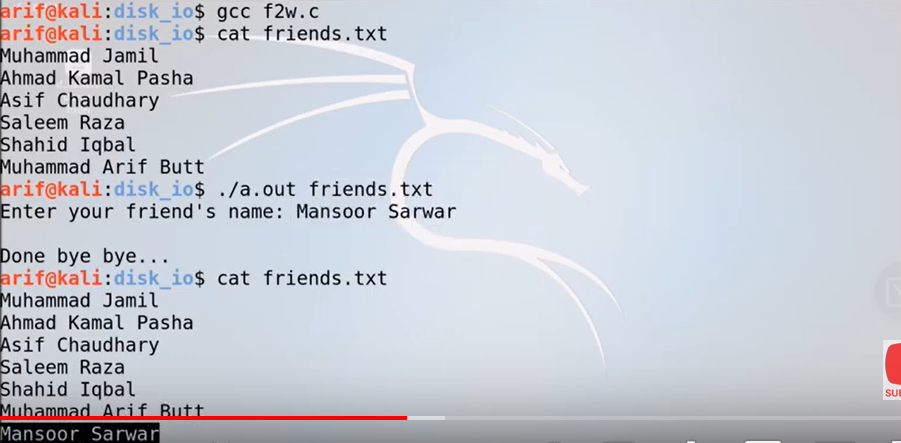 arif@kali:disk_io$ gcc f2w.c
arif@kali:disk_io$ cat friends.txt
Muhammad Jamil
Ahmad Kamal Pasha
Asif Chaudhary
Saleem Raza
Shahid Iqbal
Muhammad Arif Butt
arif@kali:disk_io$ ./a.out friends.txt
Enter your friend's name: Mansoor Sarwar
Done bye bye...
arif@kali:disk_io$ cat friends.txt
Muhammad Jamil
Ahmad Kamal Pasha
Asif Chaudhary
Saleem Raza
Shahid Iqbal
Muhammad Arif Butt
Mansoor Sarwar